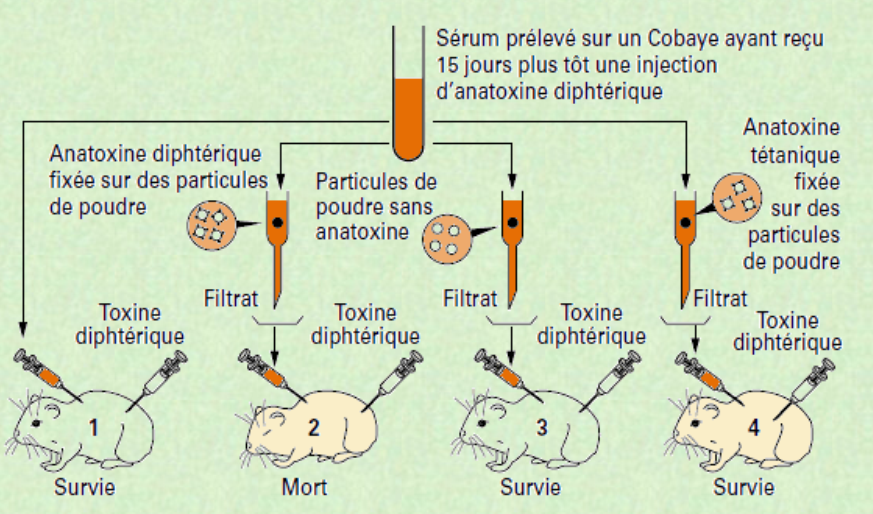 Sérum prélevé sur un Cobaye ayant reçu
15 jours plus tôt une injection
d'anatoxine diphtérique
Anatoxine diphtérique
fixée sur des particules
de poudre
Particules de
poudre sans
anatoxine
Anatoxine
tétanique
fixée
sur des
particules
de poudre
Filtrat
Filtrat
Filtrat
Toxine
diphtérique
Toxine
diphtérique
Toxine
diphtérique
Toxine
diphtérique
1
2
3
4
Survie
Mort
Survie
Survie